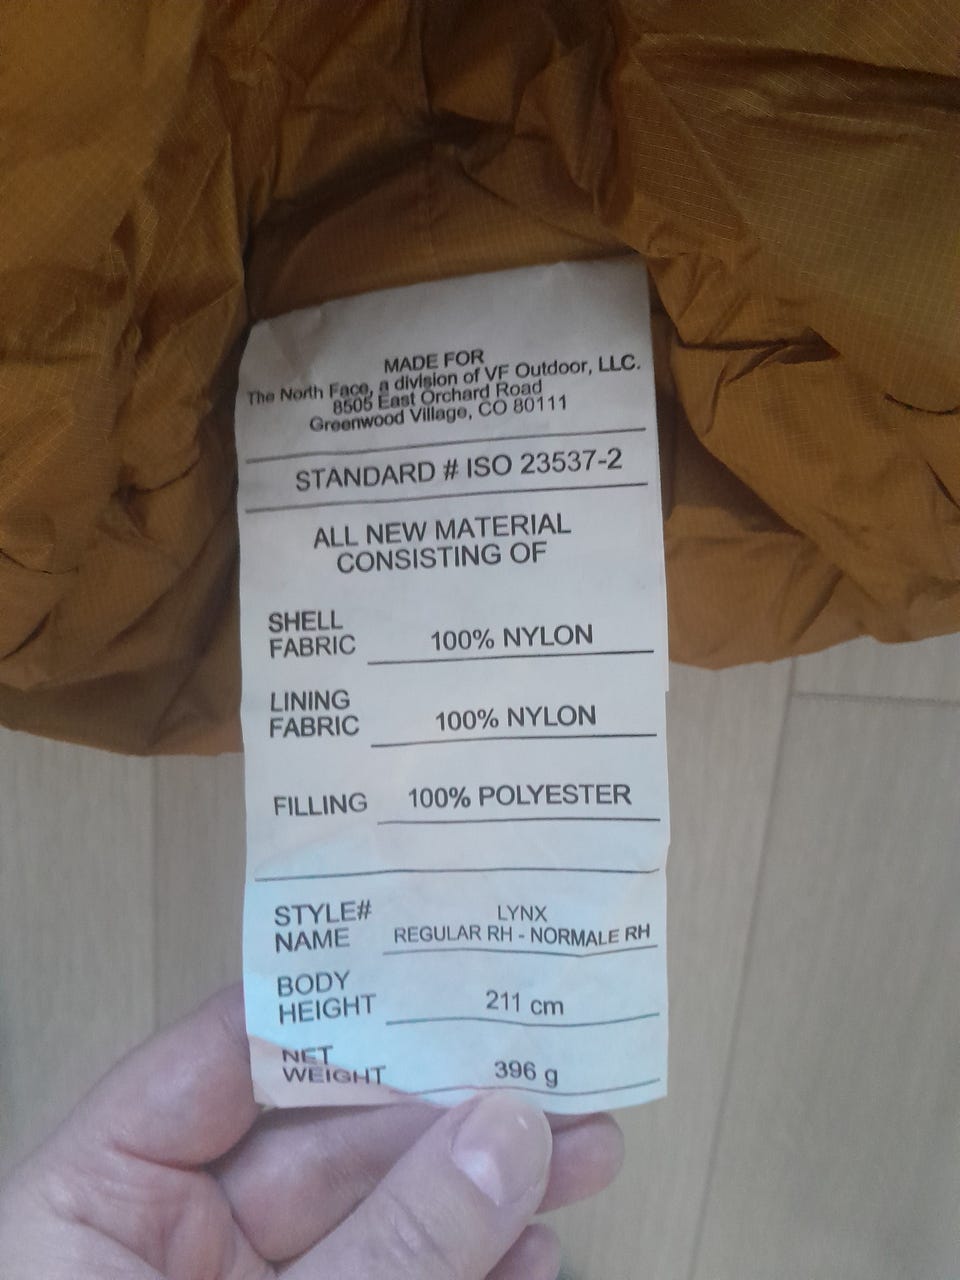 MADE FOR
The North Face, a division of VF Outdoor, LLC.
8505 East Orchard Road
Greenwood Village, CO 80111
STANDARD # ISO 23537-2
ALL NEW MATERIAL
CONSISTING OF
SHELL
FABRIC 100% NYLON
LINING
FABRIC 100% NYLON
FILLING 100% POLYESTER
STYLE# LYNX
NAME REGULAR RH - NORMALE RH
BODY
HEIGHT 211 cm
NET
WEIGHT 396 g